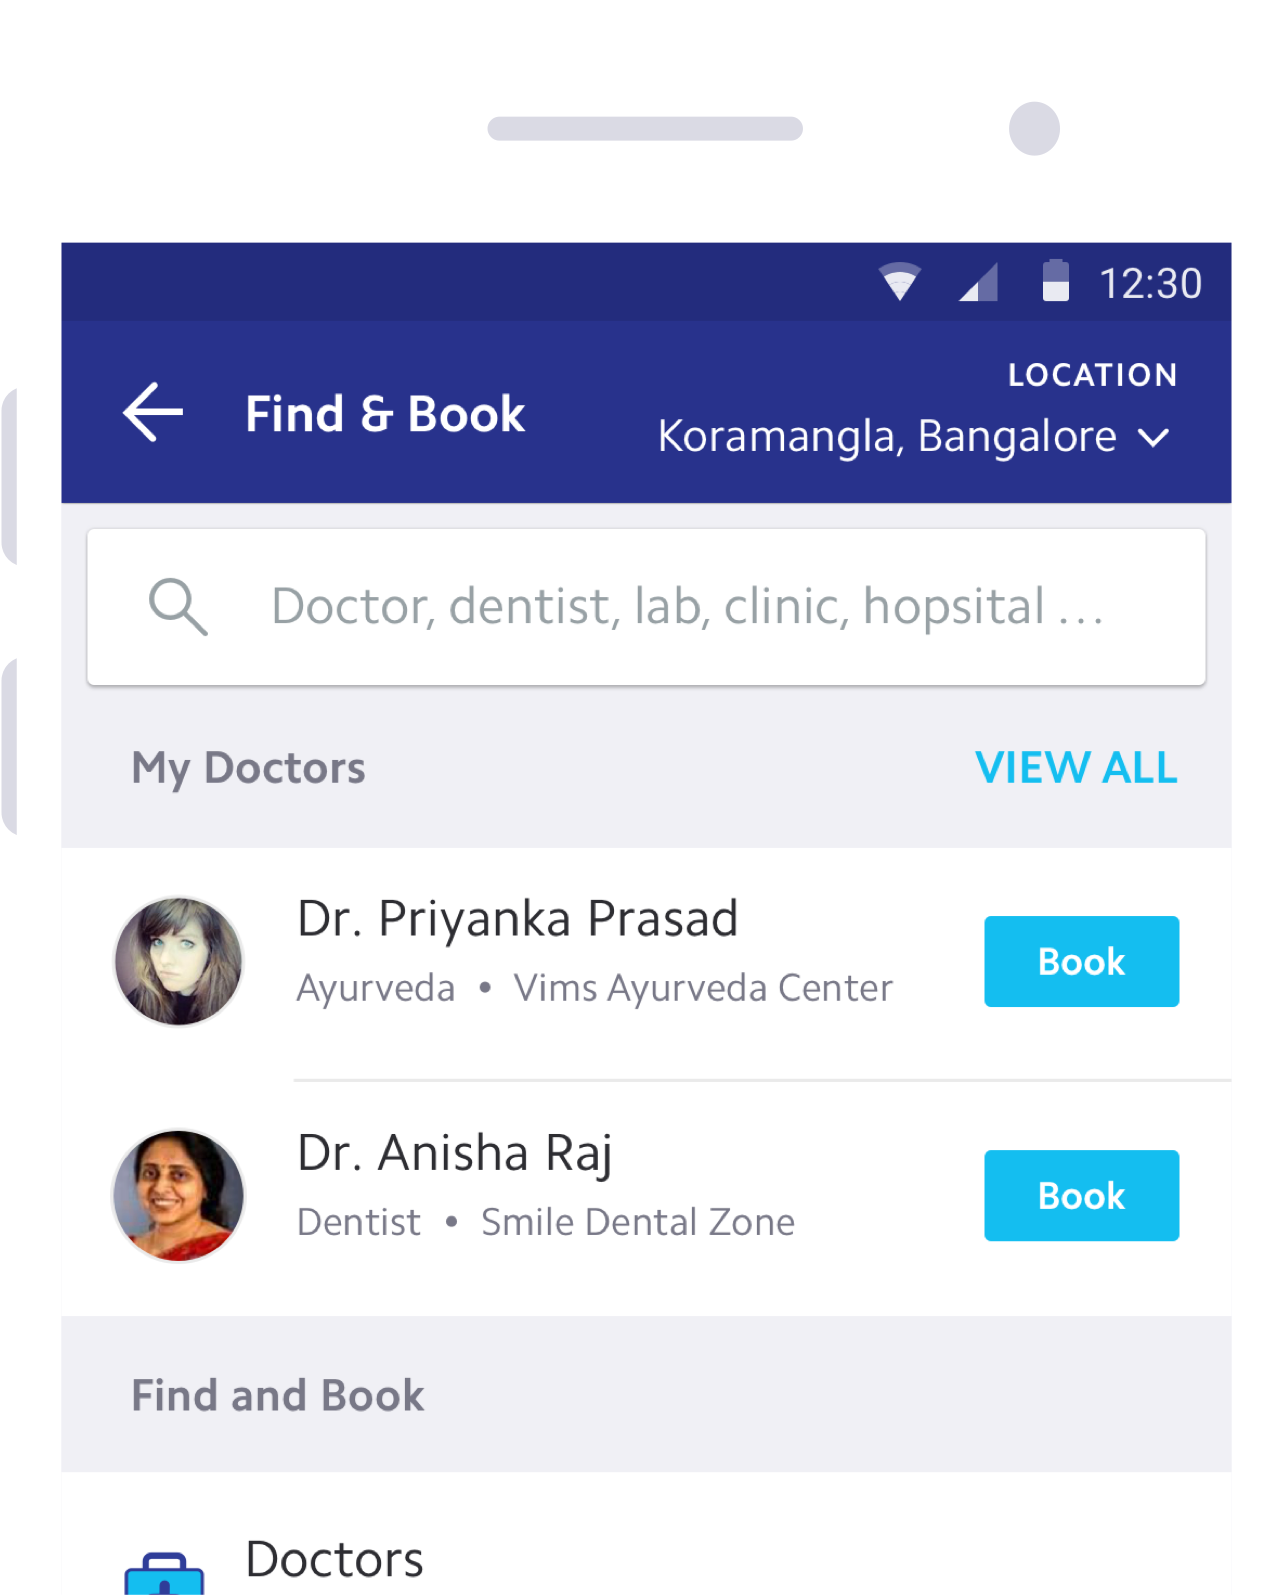 12:30
LOCATION
Find & Book
Koramangla, Bangalore
Doctor, dentist, lab, clinic, hopsital ...
My Doctors VIEW ALL
Dr. Priyanka Prasad
Ayurveda • Vims Ayurveda Center
Book
Dr. Anisha Raj
Dentist • Smile Dental Zone
Book
Find and Book
Doctors